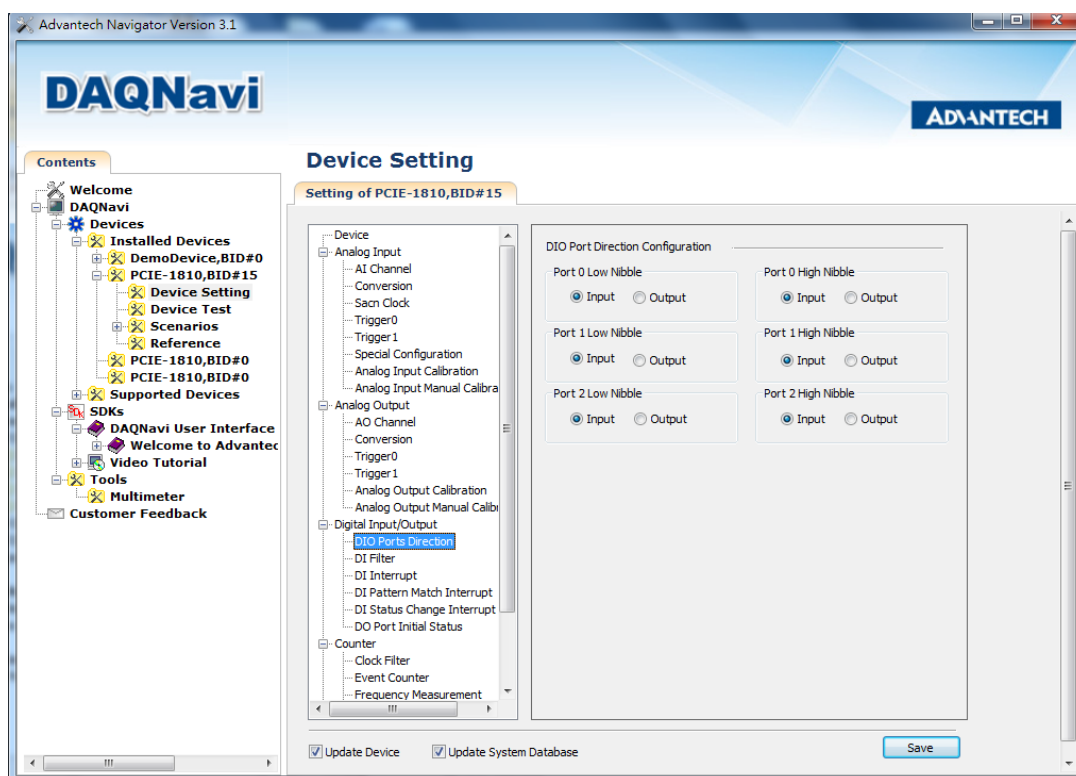 Advantech Navigator Version 3.1
DAQNavi
ADVANTECH
Contents
Welcome
DAQNavi
Devices
Installed Devices
DemoDevice,BID#0
PCIE-1810,BID#15
Device Setting
Device Test
Scenarios
Reference
PCIE-1810,BID#0
PCIE-1810,BID#0
Supported Devices
SDKs
DAQNavi User Interface
Welcome to Advantec
Video Tutorial
Tools
Multimeter
Customer Feedback
Device Setting
Setting of PCIE-1810,BID#15
Device
Analog Input
AI Channel
Conversion
Sacn Clock
Trigger0
Trigger1
Special Configuration
Analog Input Calibration
Analog Input Manual Calibra
Analog Output
AO Channel
Conversion
Trigger0
Trigger1
Analog Output Calibration
Analog Output Manual Calib
Digital Input/Output
DIO Ports Direction
DI Filter
DI Interrupt
DI Pattern Match Interrupt
DI Status Change Interrupt
DO Port Initial Status
Counter
Clock Filter
Event Counter
Frequency Measurement
DIO Port Direction Configuration
Port 0 Low Nibble
Input Output
Port 0 High Nibble
Input Output
Port 1 Low Nibble
Input Output
Port 1 High Nibble
Input Output
Port 2 Low Nibble
Input Output
Port 2 High Nibble
Input Output
Update Device
Update System Database
Save